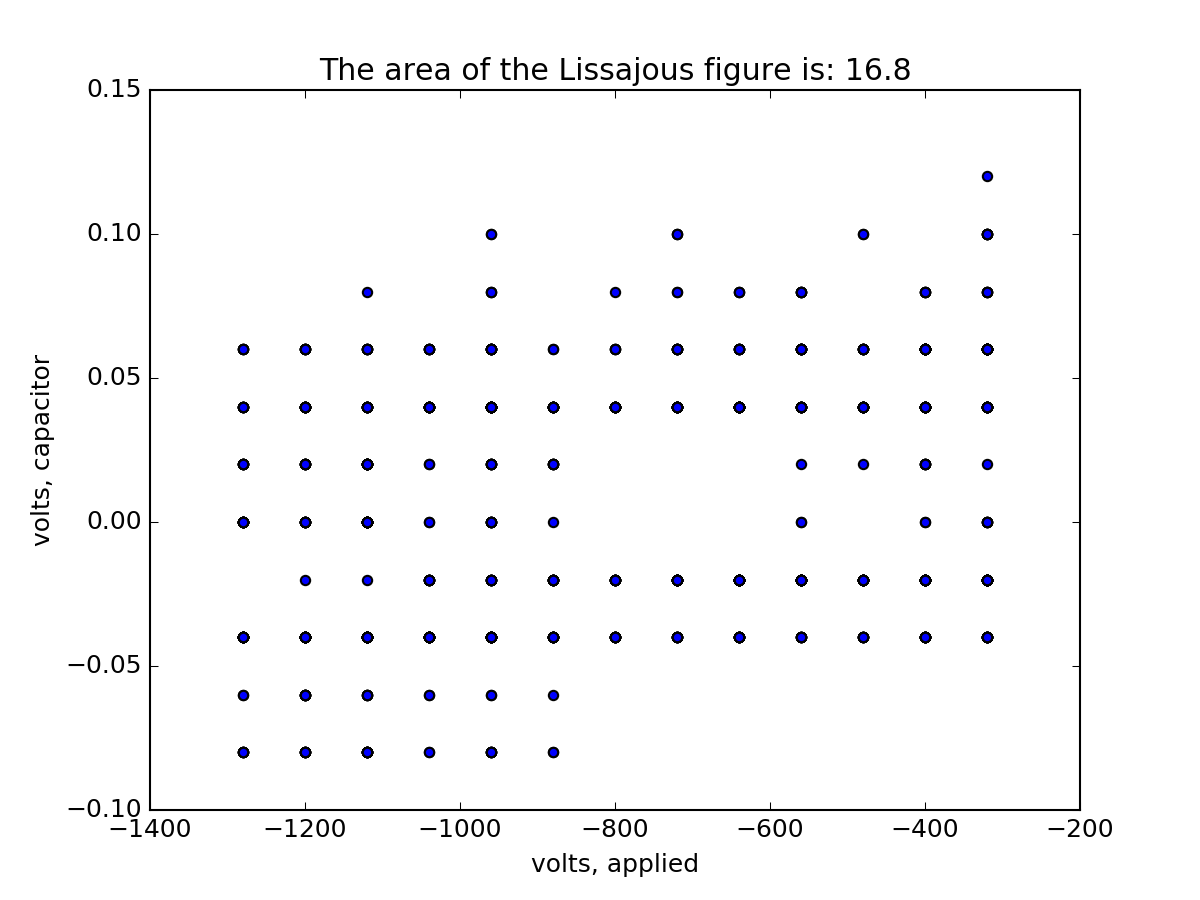 The area of the Lissajous figure is: 16.8
0.15
0.10
0.05
0.00
−0.05
−0.10
volts, capacitor
−1400 −1200 −1000 −800 −600 −400 −200
volts, applied